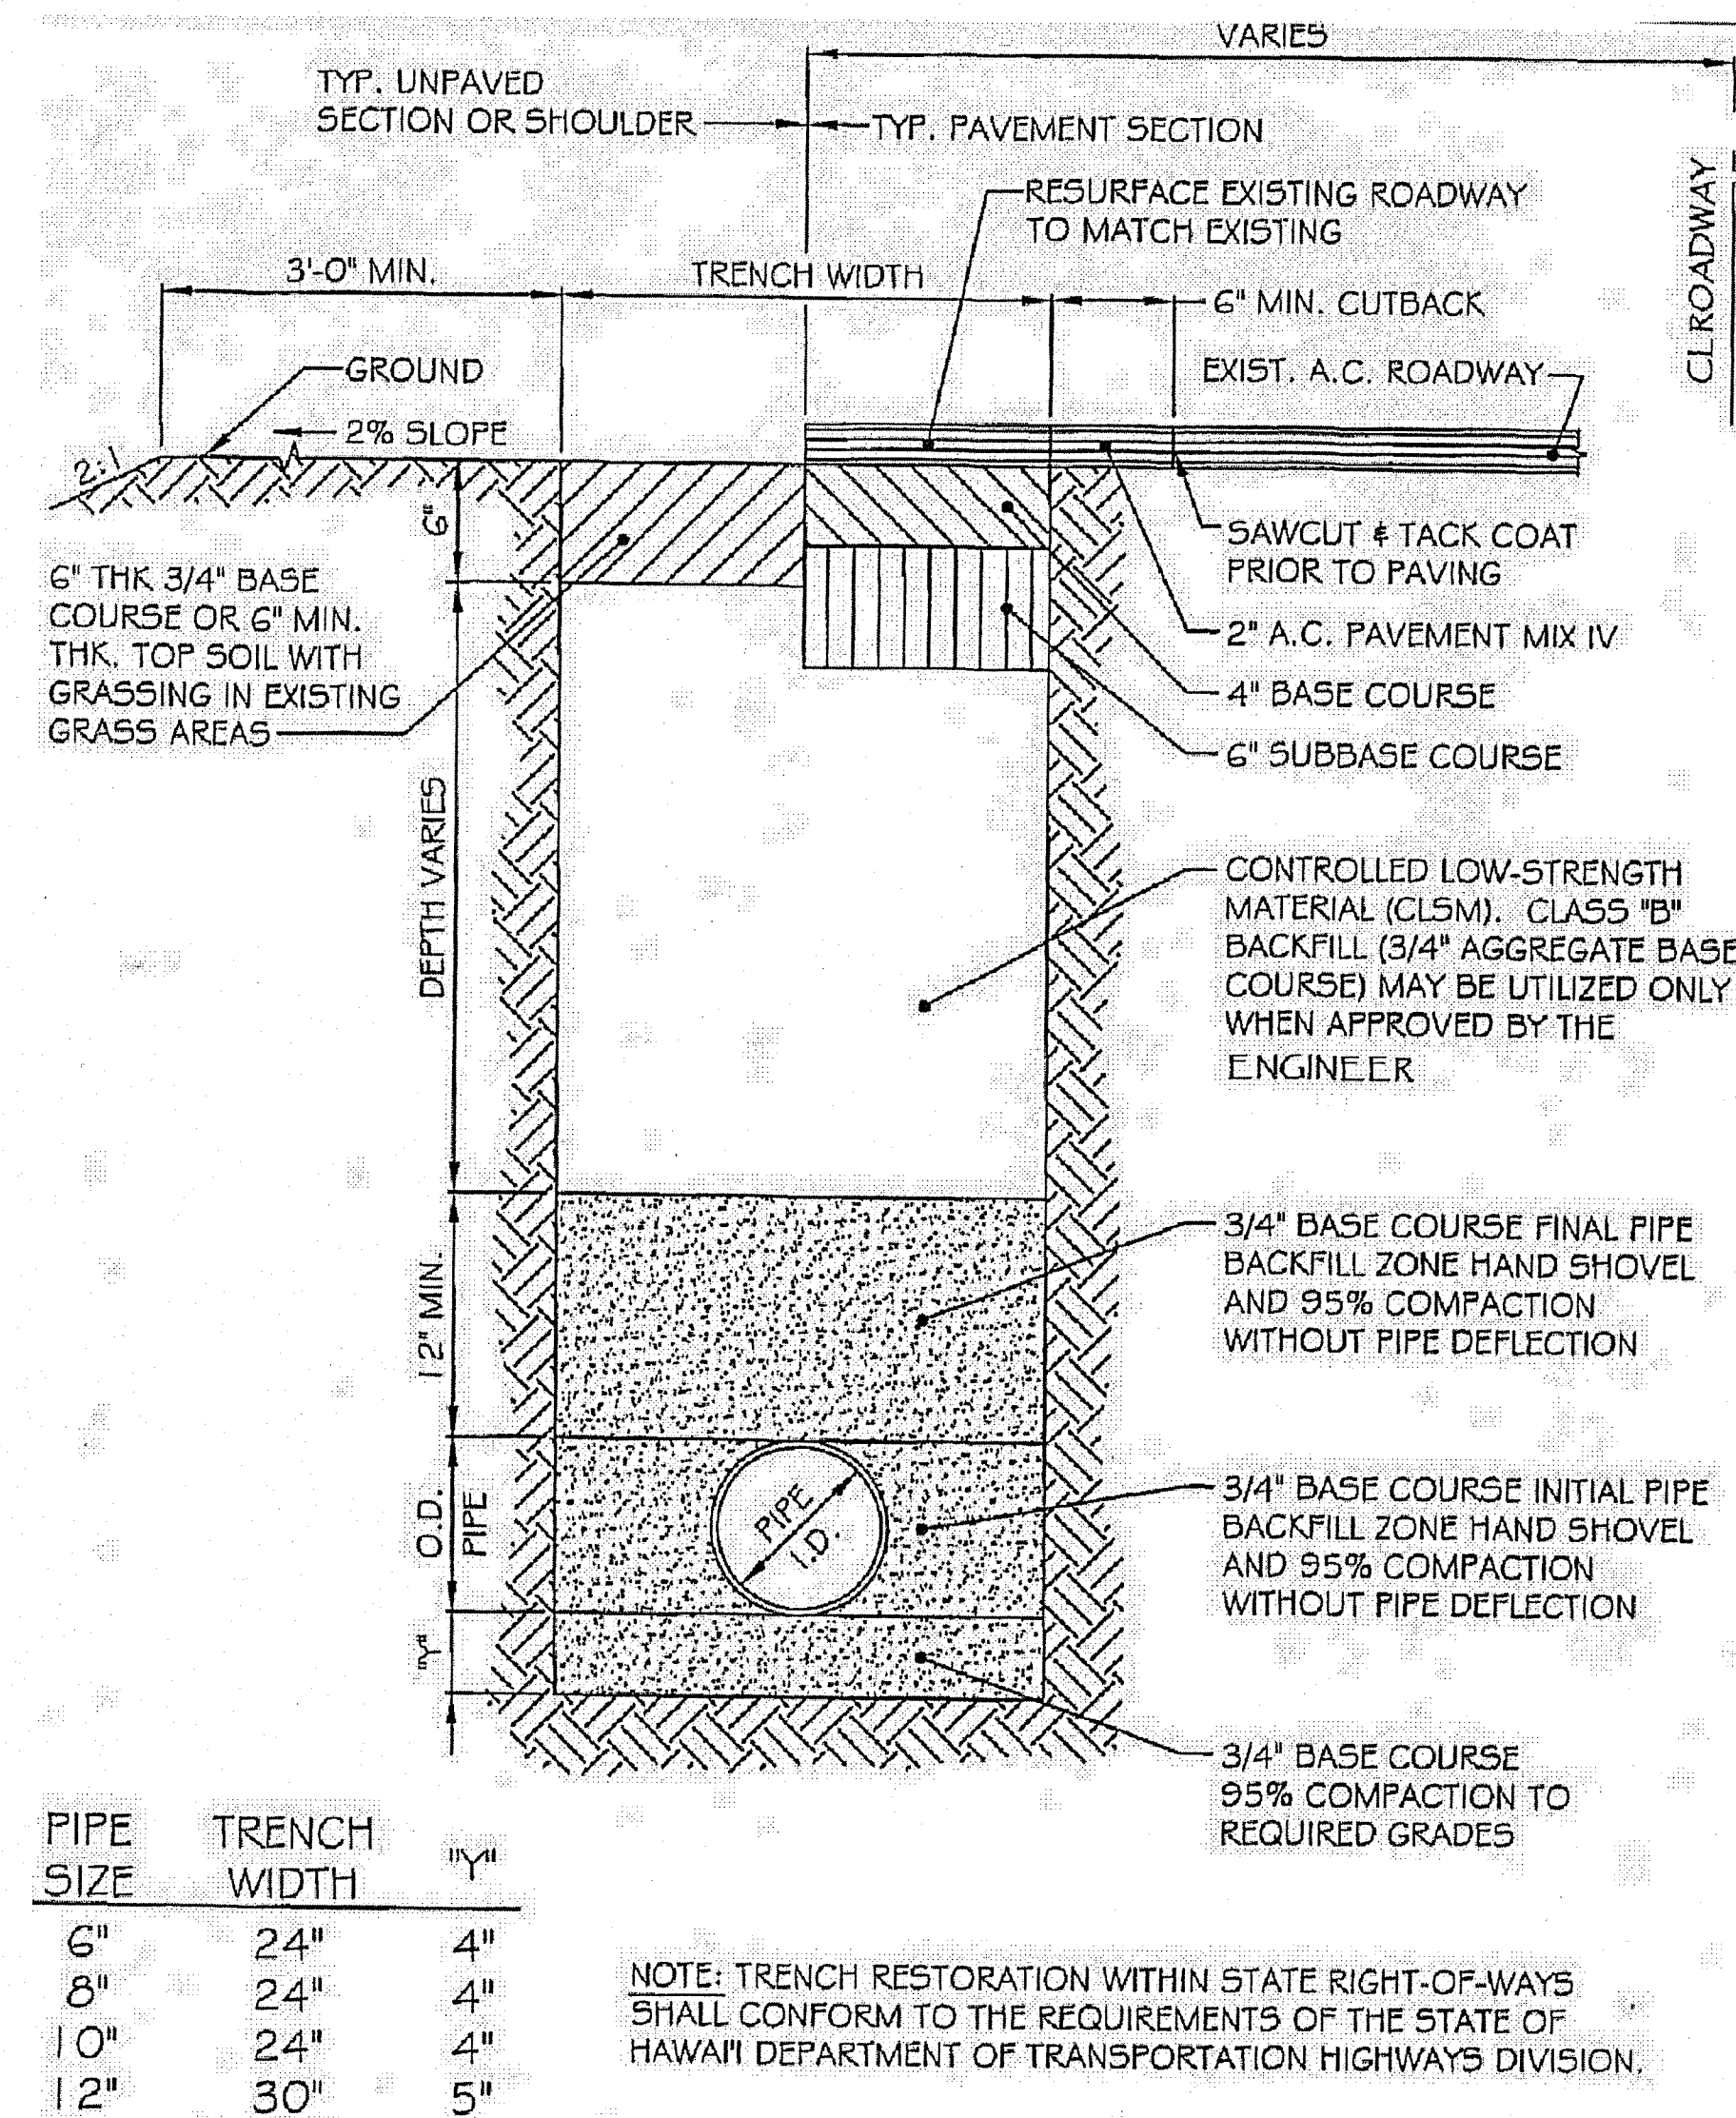 VARIES
TYP. UNPAVED
SECTION OR SHOULDER
TYP. PAVEMENT SECTION
RESURFACE EXISTING ROADWAY
TO MATCH EXISTING
CL ROADWAY
3'-0" MIN.
TRENCH WIDTH
6" MIN. CUTBACK
GROUND
EXIST. A.C. ROADWAY
2% SLOPE
2:1
6"
SAWCUT & TACK COAT
PRIOR TO PAVING
6" THK 3/4" BASE
COURSE OR 6" MIN.
THK. TOP SOIL WITH
GRASSING IN EXISTING
GRASS AREAS
2" A.C. PAVEMENT MIX IV
4" BASE COURSE
6" SUBBASE COURSE
DEPTH VARIES
CONTROLLED LOW-STRENGTH
MATERIAL (CLSM). CLASS "B"
BACKFILL (3/4" AGGREGATE BASE
COURSE) MAY BE UTILIZED ONLY
WHEN APPROVED BY THE
ENGINEER
12" MIN.
3/4" BASE COURSE FINAL PIPE
BACKFILL ZONE HAND SHOVEL
AND 95% COMPACTION
WITHOUT PIPE DEFLECTION
O.D.
PIPE
PIPE
I.D.
3/4" BASE COURSE INITIAL PIPE
BACKFILL ZONE HAND SHOVEL
AND 95% COMPACTION
WITHOUT PIPE DEFLECTION
"Y"
3/4" BASE COURSE
95% COMPACTION TO
REQUIRED GRADES
PIPE SIZE TRENCH WIDTH "Y"
6" 24" 4"
8" 24" 4"
10" 24" 4"
12" 30" 5"
NOTE: TRENCH RESTORATION WITHIN STATE RIGHT-OF-WAYS
SHALL CONFORM TO THE REQUIREMENTS OF THE STATE OF
HAWAI'I DEPARTMENT OF TRANSPORTATION HIGHWAYS DIVISION.